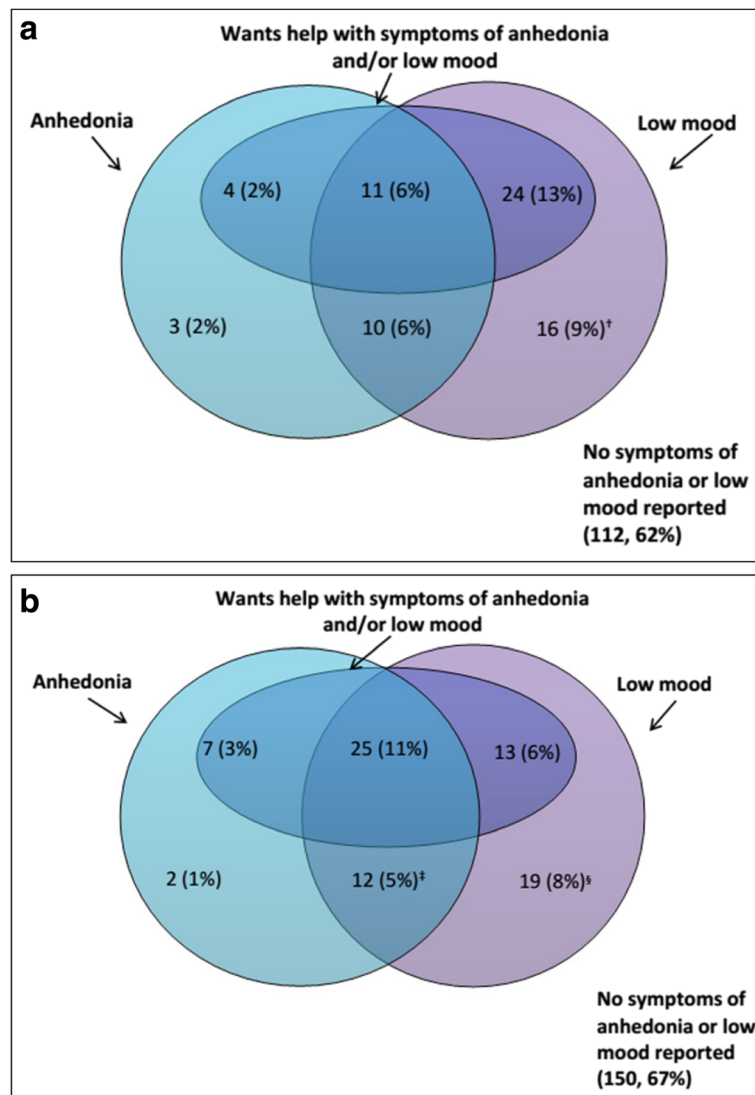 a
Wants help with symptoms of anhedonia
and/or low mood
Anhedonia
Low mood
4 (2%)
11 (6%)
24 (13%)
3 (2%)
10 (6%)
16 (9%)†
No symptoms of
anhedonia or low
mood reported
(112, 62%)
b
Wants help with symptoms of anhedonia
and/or low mood
Anhedonia
Low mood
7 (3%)
25 (11%)
13 (6%)
2 (1%)
12 (5%)‡
19 (8%)§
No symptoms of
anhedonia or low
mood reported
(150, 67%)